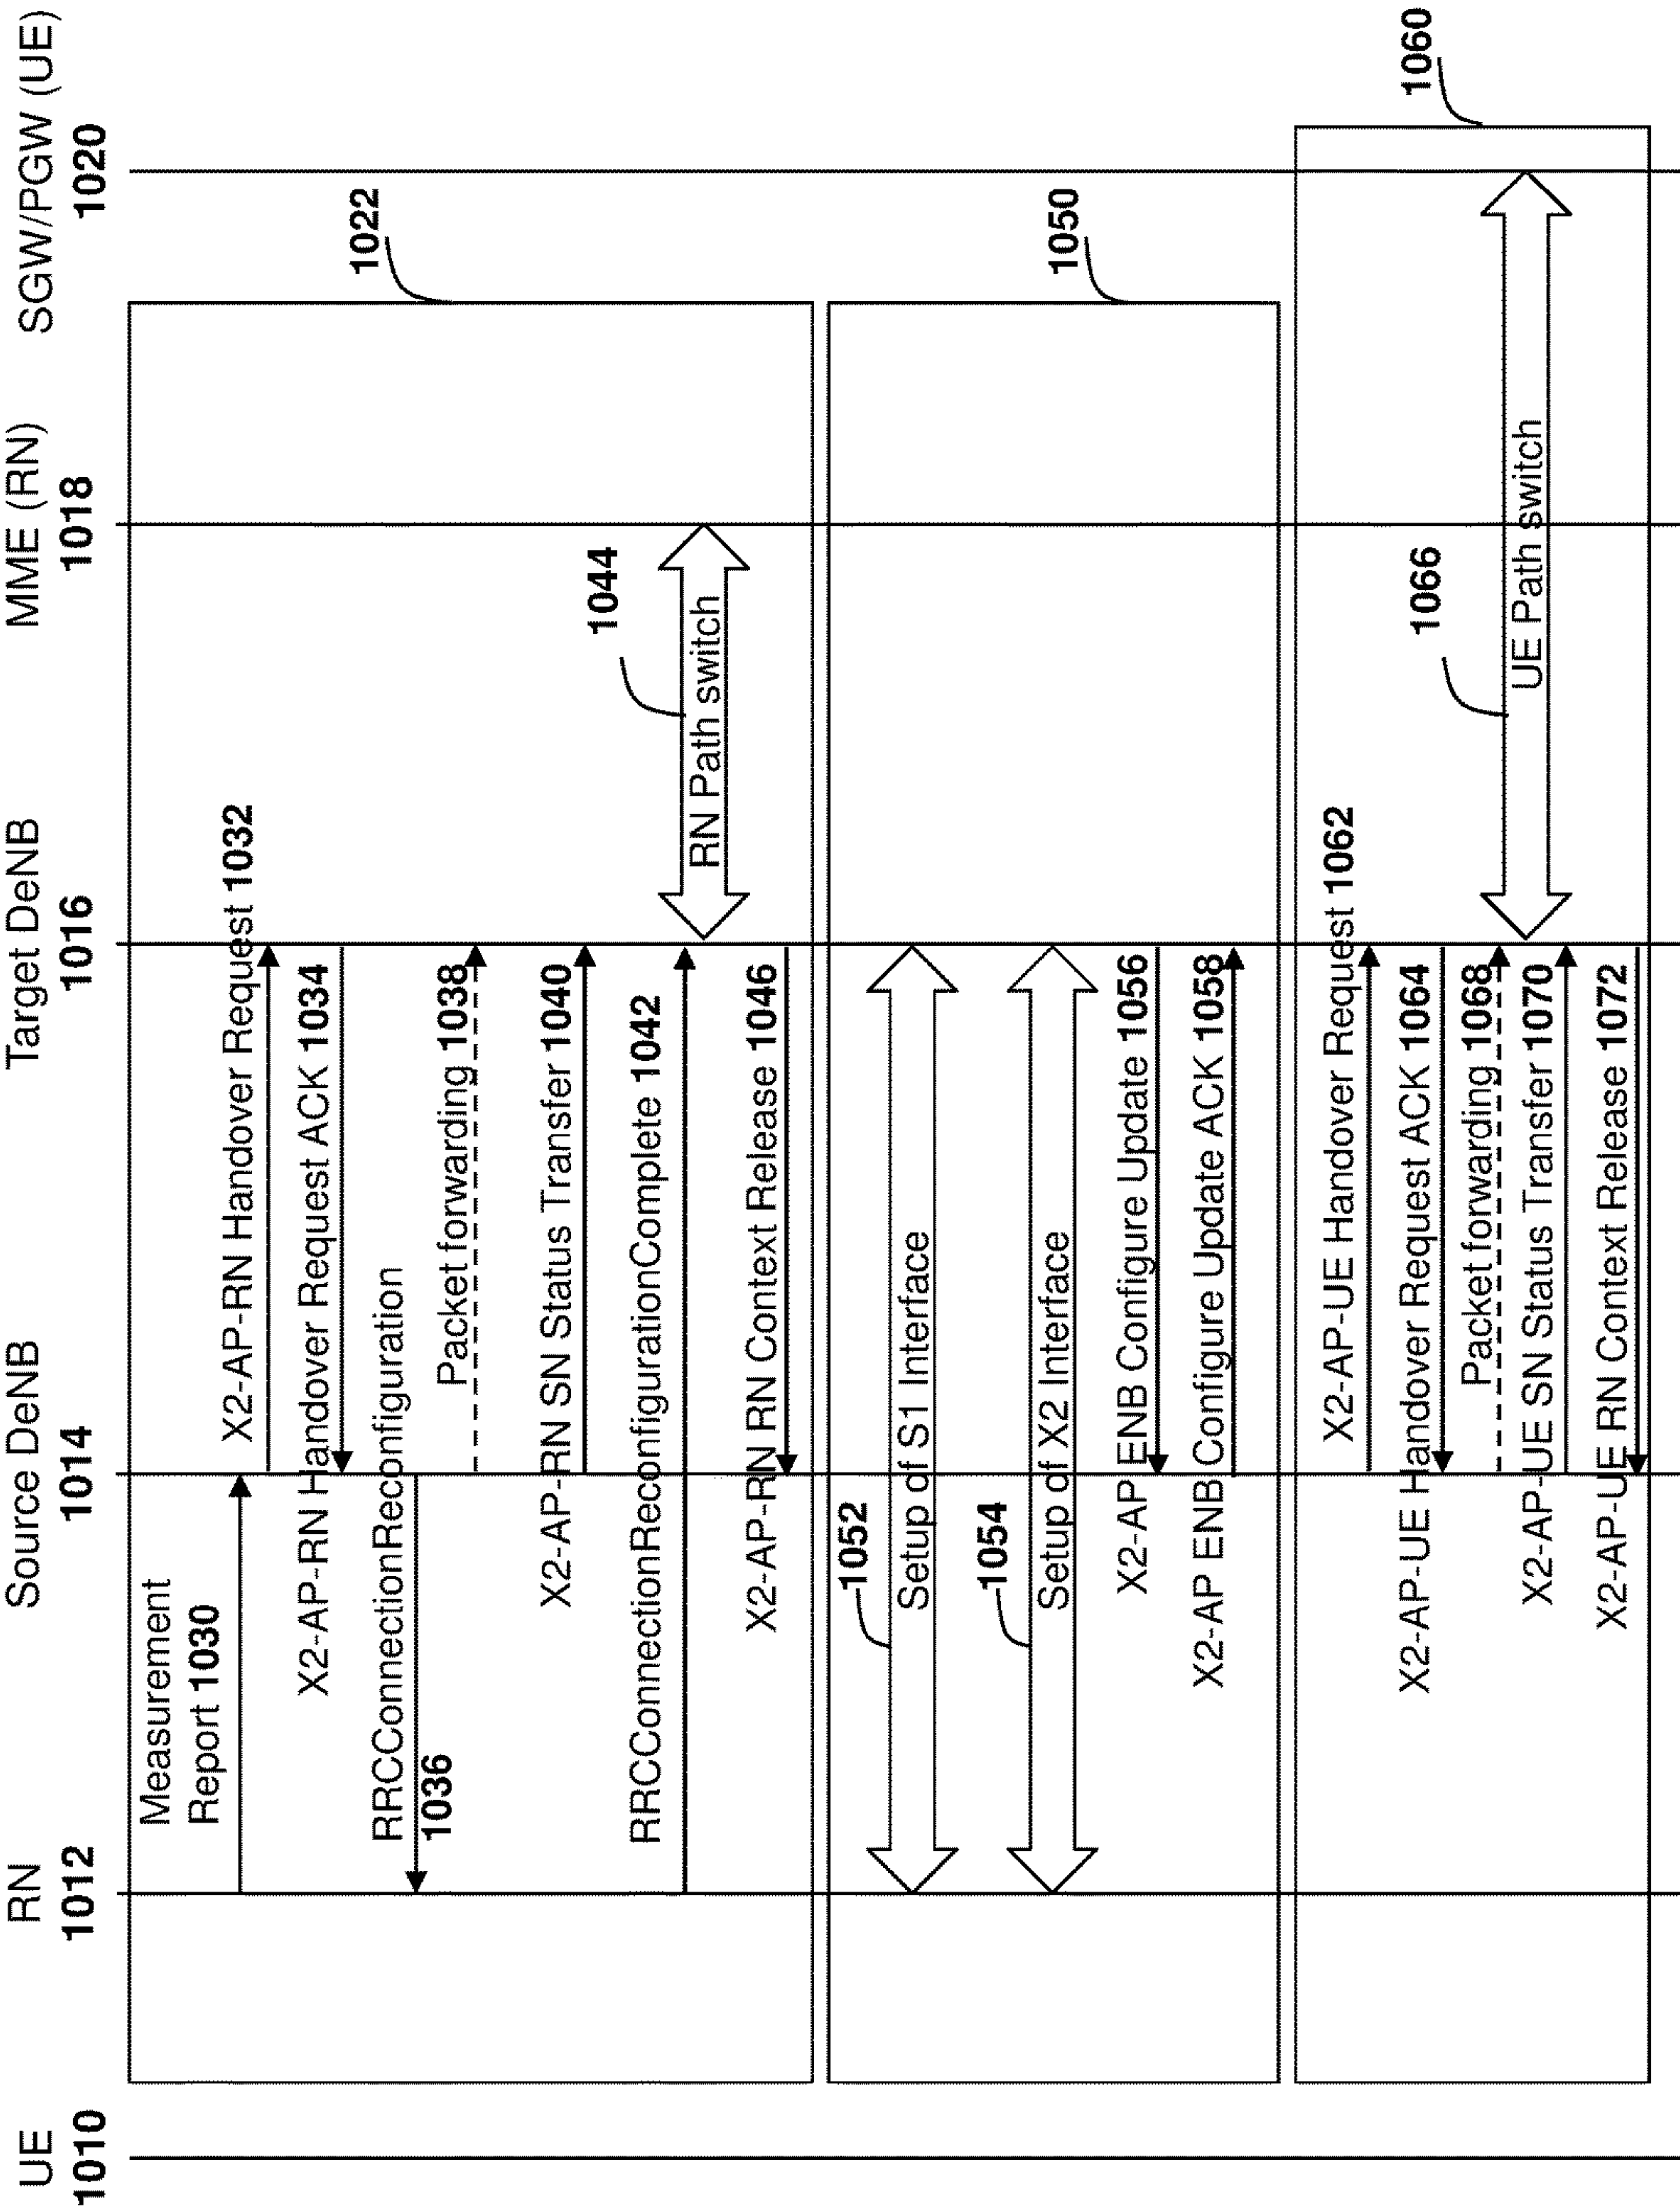 UE
1010
RN
1012
Source DeNB
1014
Target DeNB
1016
MME (RN)
1018
SGW/PGW (UE)
1020
1022
Measurement
Report 1030
X2-AP-RN Handover Request 1032
X2-AP-RN Handover Request ACK 1034
RRCConnectionReconfiguration
1036
Packet forwarding 1038
X2-AP-RN SN Status Transfer 1040
RRCConnectionReconfigurationComplete 1042
1044
RN Path switch
X2-AP-RN RN Context Release 1046
1050
1052
Setup of S1 Interface
1054
Setup of X2 Interface
X2-AP ENB Configure Update 1056
X2-AP ENB Configure Update ACK 1058
1060
X2-AP-UE Handover Request 1062
X2-AP-UE Handover Request ACK 1064
1066
UE Path switch
Packet forwarding 1068
X2-AP-UE SN Status Transfer 1070
X2-AP-UE RN Context Release 1072